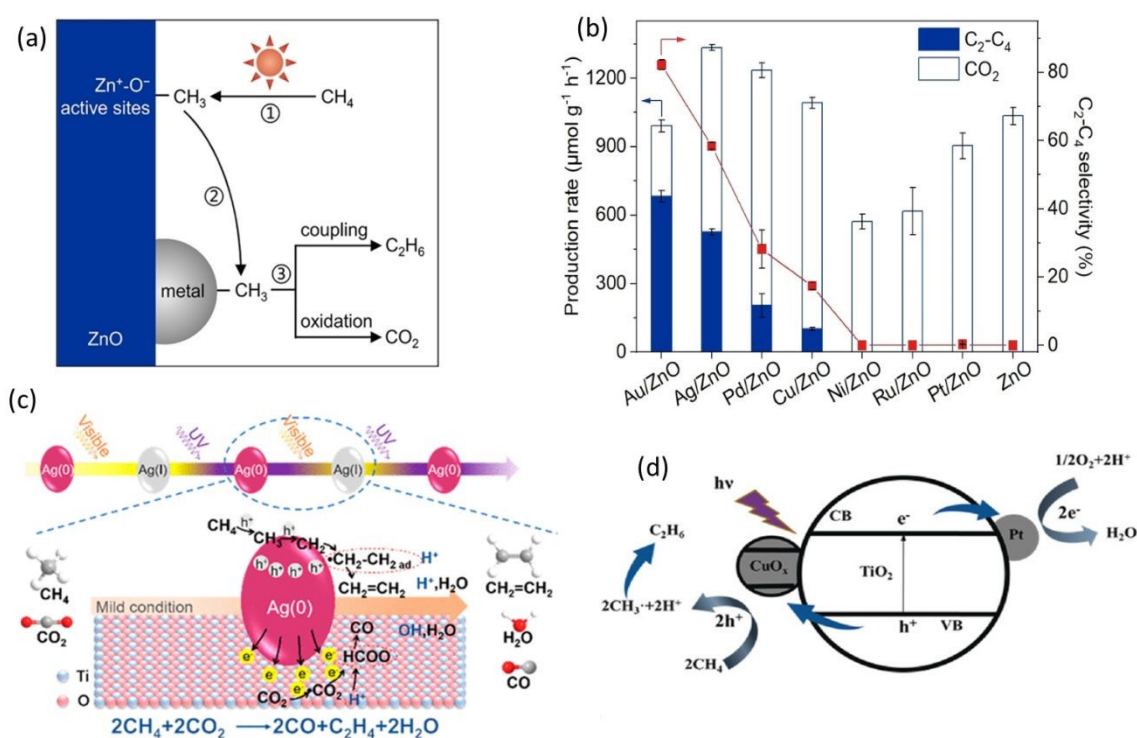 (a)
Zn⁺-O⁻
active sites
CH₃
①
CH₄
②
metal
CH₃
③
coupling
C₂H₆
oxidation
CO₂
ZnO
(b)
C₂-C₄
CO₂
Production rate (μmol g⁻¹ h⁻¹)
1200
900
600
300
0
C₂-C₄ selectivity (%)
80
60
40
20
0
Au/ZnO
Ag/ZnO
Pd/ZnO
Cu/ZnO
Ni/ZnO
Ru/ZnO
Pt/ZnO
ZnO
(c)
Visible
UV
Visible
UV
Ag(0)
Ag(I)
Ag(0)
Ag(I)
Ag(0)
CH₄
h⁺
CH₃
h⁺
CH₂
CH₂-CH₂ ad
H⁺
h⁺ h⁺ h⁺ h⁺
CH₂=CH₂
H⁺,H₂O
Ag(0)
Mild condition
CH₄
CO₂
CH₂=CH₂
H₂O
CO
CO
OH,H₂O
HCOO
e e e e e e
CO₂
CO₂
H⁺
Ti
O
2CH₄+2CO₂ → 2CO+C₂H₄+2H₂O
(d)
hν
CB
e⁻
1/2O₂+2H⁺
2e⁻
H₂O
Pt
C₂H₆
CuOₓ
TiO₂
2CH₃·+2H⁺
2h⁺
h⁺
VB
2CH₄